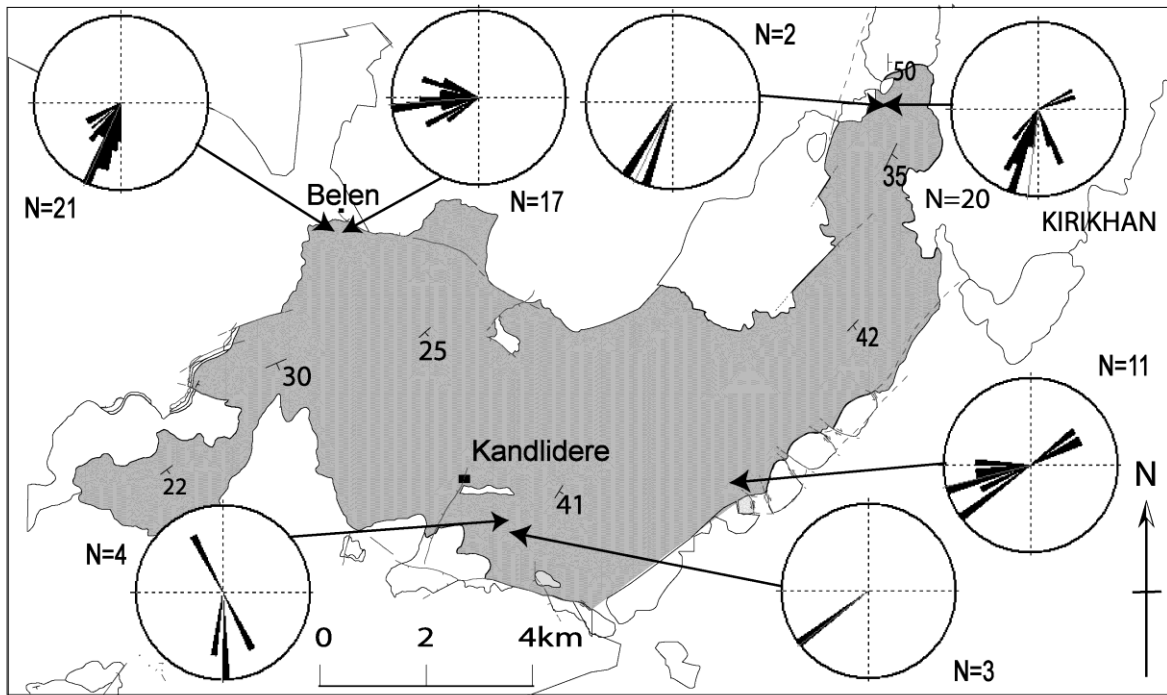 N=2
50
35
N=21
Belen
N=17
N=20
KIRIKHAN
25
42
30
N=11
Kandlidere
N
22
41
N=4
0 2 4km
N=3